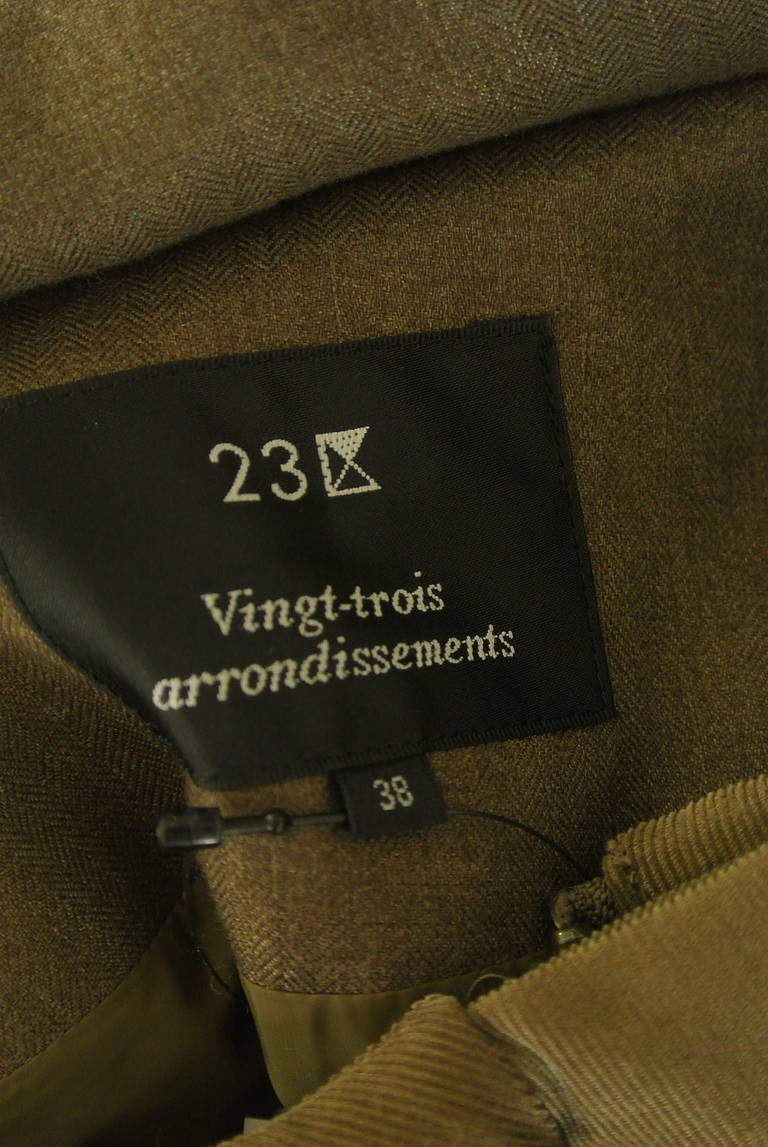 23区
Vingt-trois
arrondissements
38